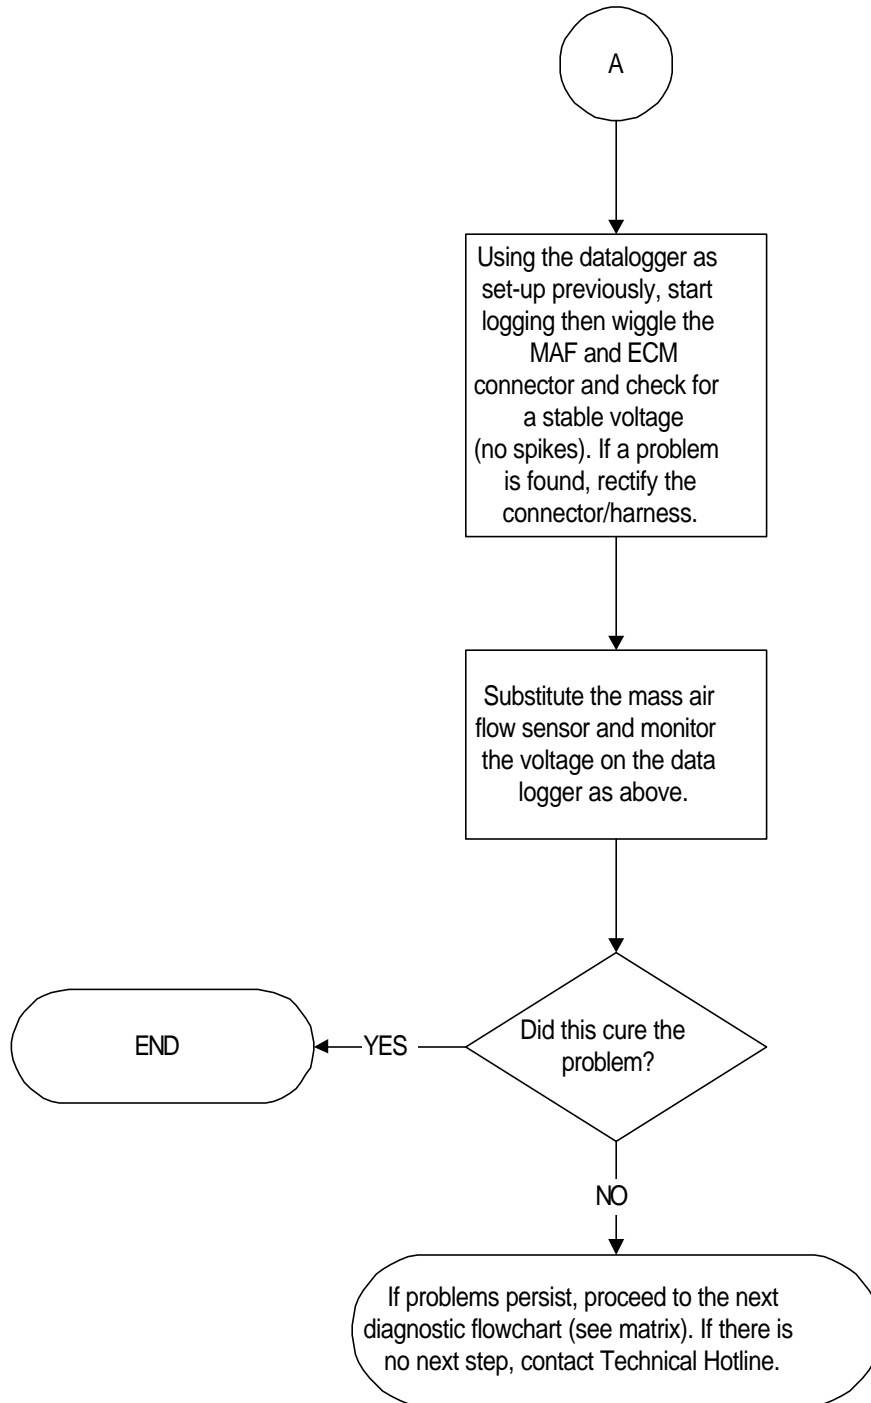 A
Using the datalogger as
set-up previously, start
logging then wiggle the
MAF and ECM
connector and check for
a stable voltage
(no spikes). If a problem
is found, rectify the
connector/harness.
Substitute the mass air
flow sensor and monitor
the voltage on the data
logger as above.
Did this cure the
problem?
YES
END
NO
If problems persist, proceed to the next
diagnostic flowchart (see matrix). If there is
no next step, contact Technical Hotline.